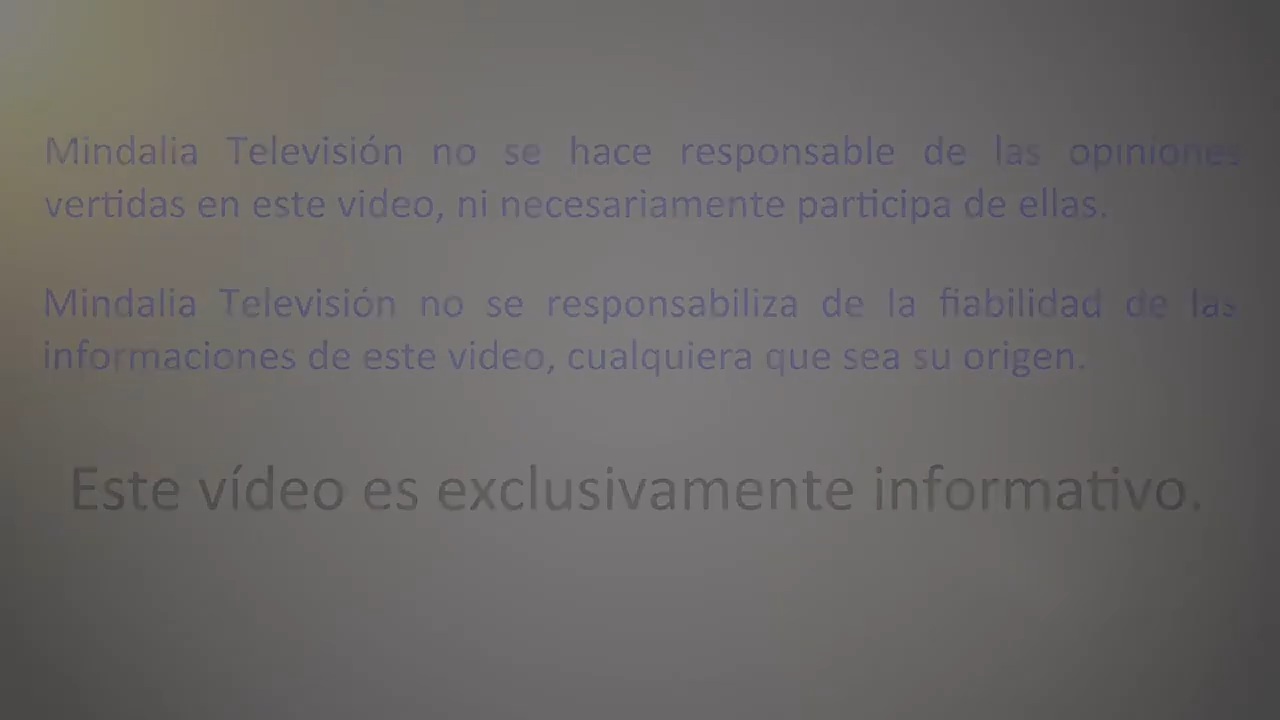 Mindalia Televisión no se hace responsable de las opiniones
vertidas en este video, ni necesariamente participa de ellas.
Mindalia Televisión no se responsabiliza de la fiabilidad de las
informaciones de este video, cualquiera que sea su origen.
Este vídeo es exclusivamente informativo.